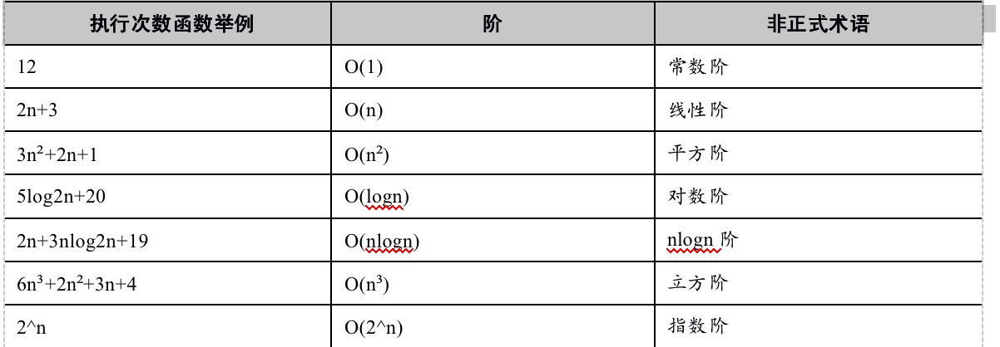 执行次数函数举例 阶 非正式术语
12 O(1) 常数阶
2n+3 O(n) 线性阶
3n²+2n+1 O(n²) 平方阶
5log2n+20 O(logn) 对数阶
2n+3nlog2n+19 O(nlogn) nlogn 阶
6n³+2n²+3n+4 O(n³) 立方阶
2^n O(2^n) 指数阶